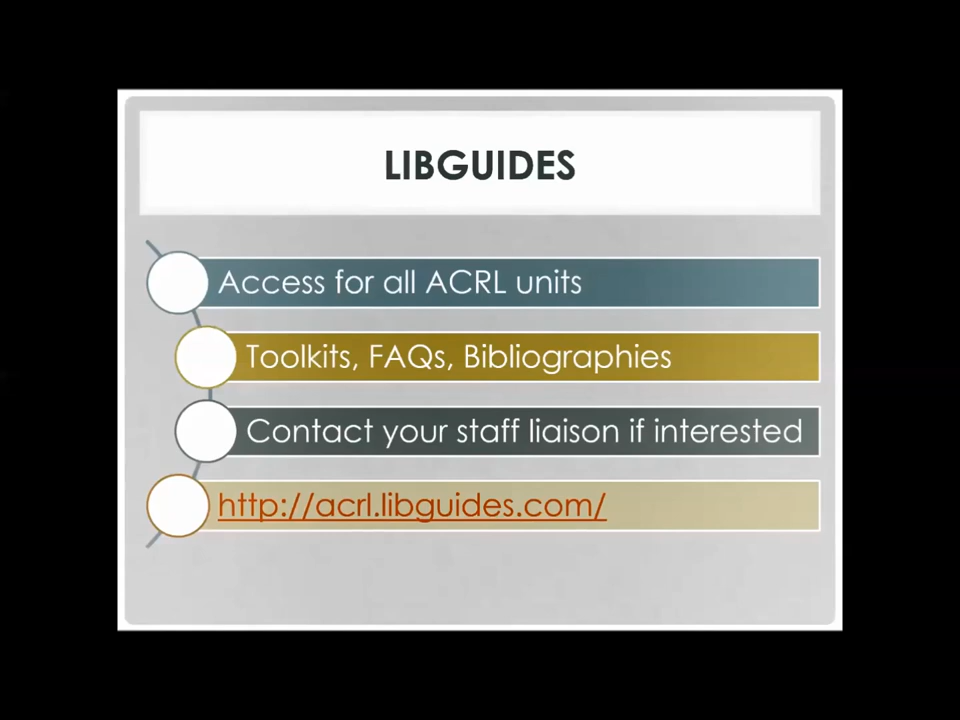 LIBGUIDES
Access for all ACRL units
Toolkits, FAQs, Bibliographies
Contact your staff liaison if interested
http://acrl.libguides.com/